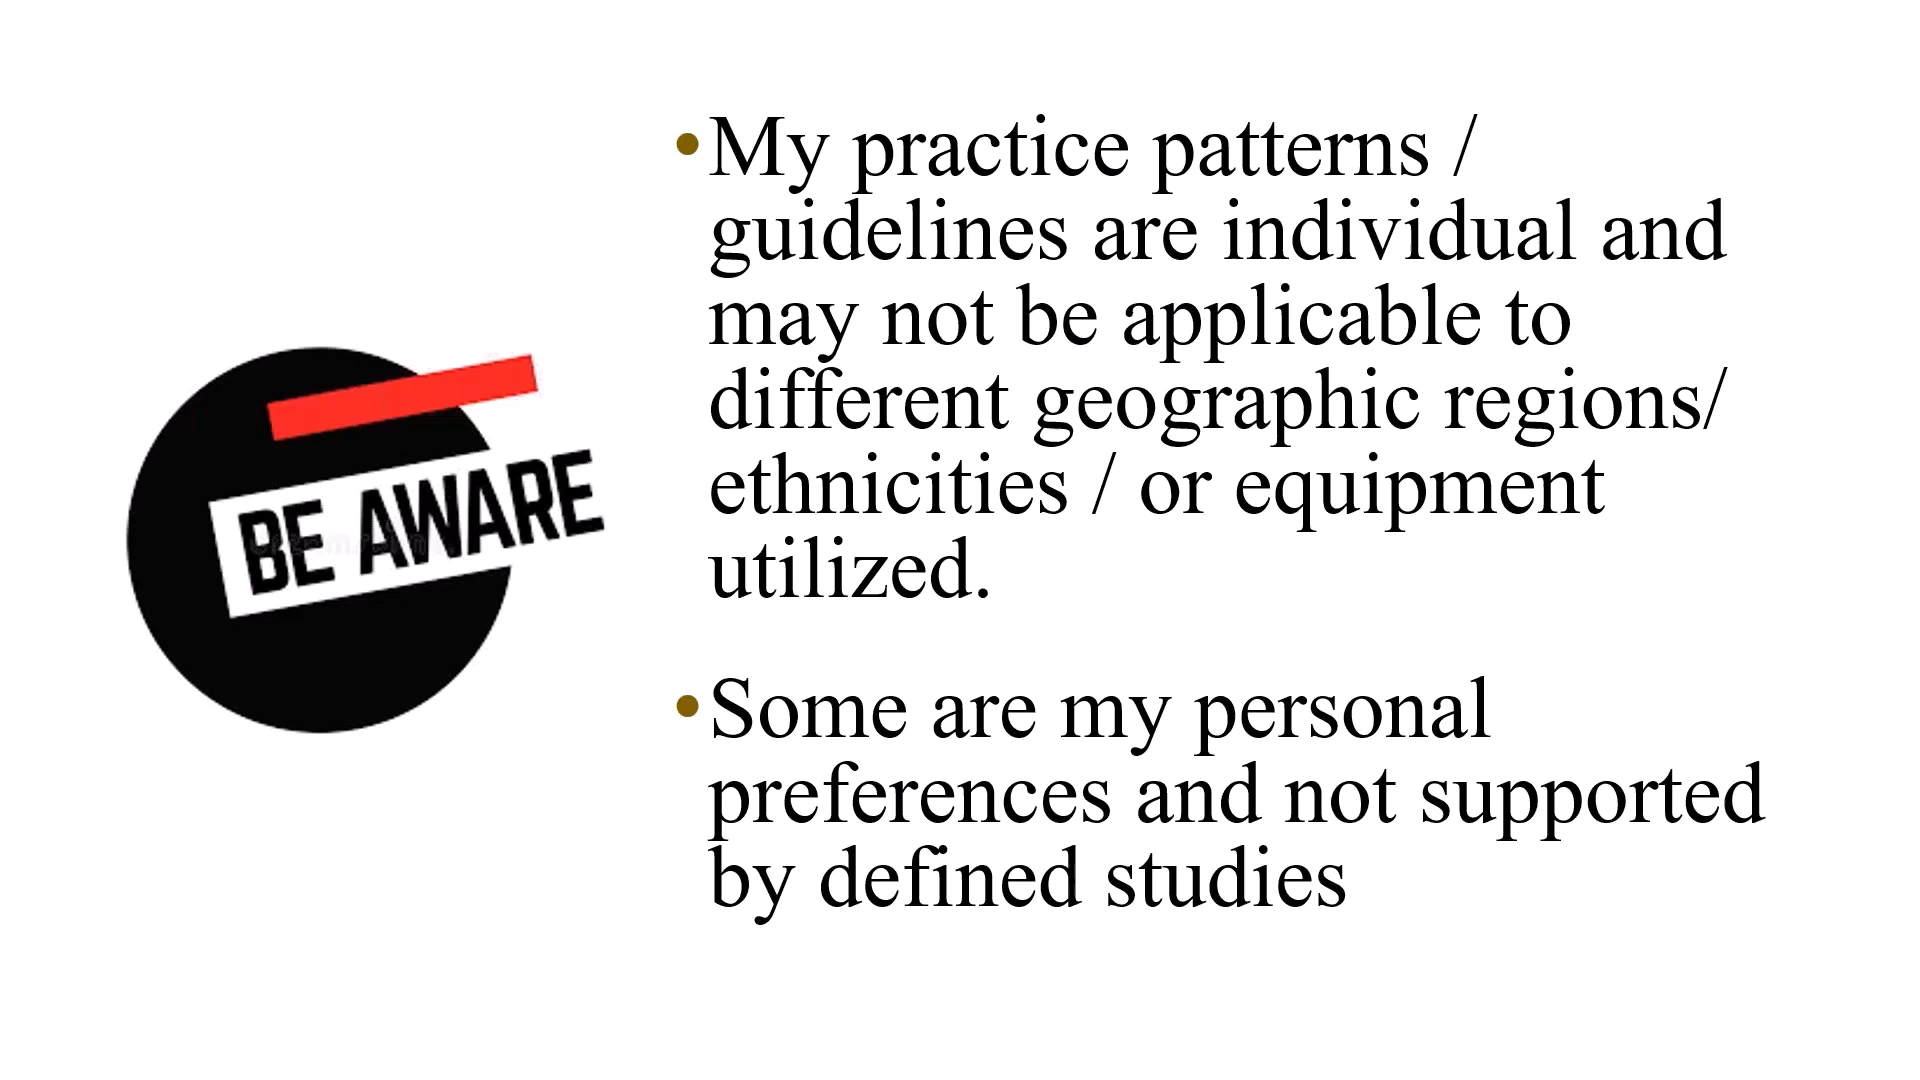 BE AWARE
•My practice patterns /
guidelines are individual and
may not be applicable to
different geographic regions/
ethnicities / or equipment
utilized.
•Some are my personal
preferences and not supported
by defined studies